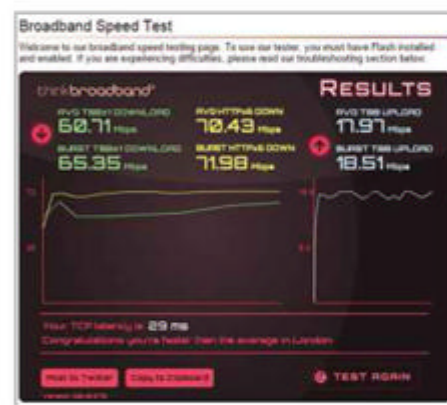 Broadband Speed Test
Welcome to our broadband speed testing page. To use our tester, you must have Flash installed
and enabled. If you are experiencing difficulties, please read our troubleshooting section below.
thinkbroadband®
RESULTS
AVG TBBx1 DOWNLOAD
60.71 Mbps
BURST TBBx1 DOWNLOAD
65.35 Mbps
AVG HTTPx6 DOWN
70.43 Mbps
BURST HTTPx6 DOWN
71.98 Mbps
AVG TBB UPLOAD
17.97 Mbps
BURST TBB UPLOAD
18.51 Mbps
Your TCP latency is 29 ms
Congratulations you're faster than the average in London
Post to Twitter
Copy to Clipboard
TEST AGAIN